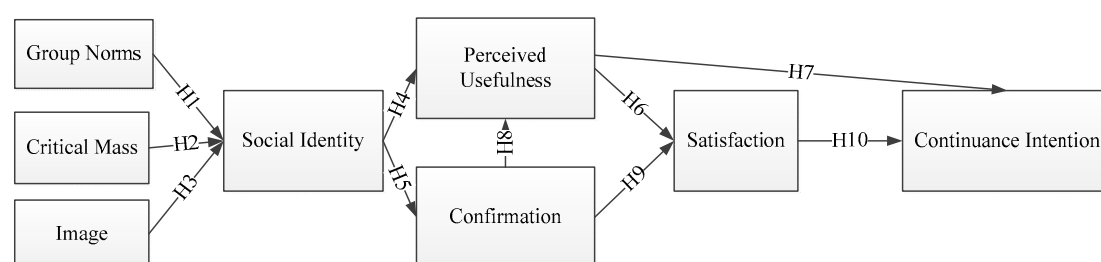 Group Norms
Critical Mass
Image
H1
H2
H3
Social Identity
H4
H5
Perceived
Usefulness
H8
Confirmation
H7
H6
H9
Satisfaction
H10
Continuance Intention